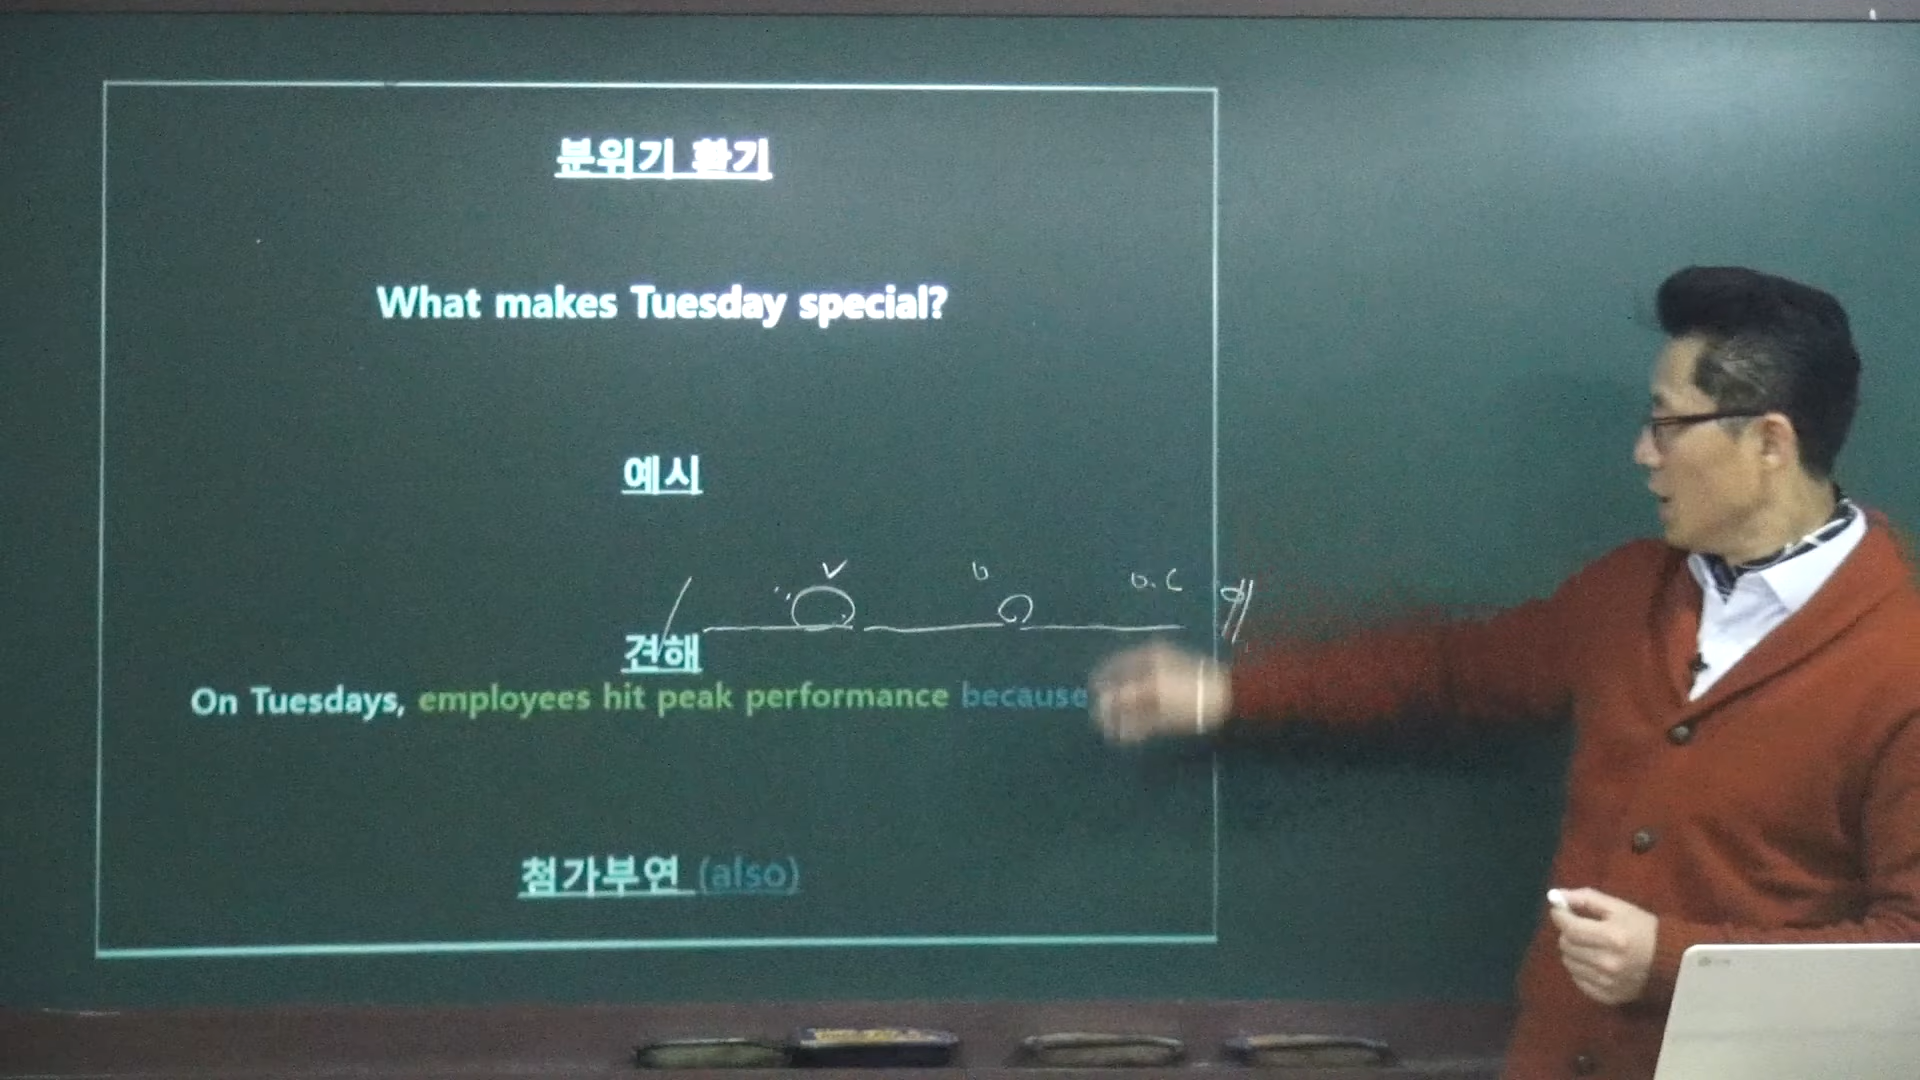 분위기 환기
What makes Tuesday special?
예시
견해
On Tuesdays, employees hit peak performance because
첨가부연 (also)